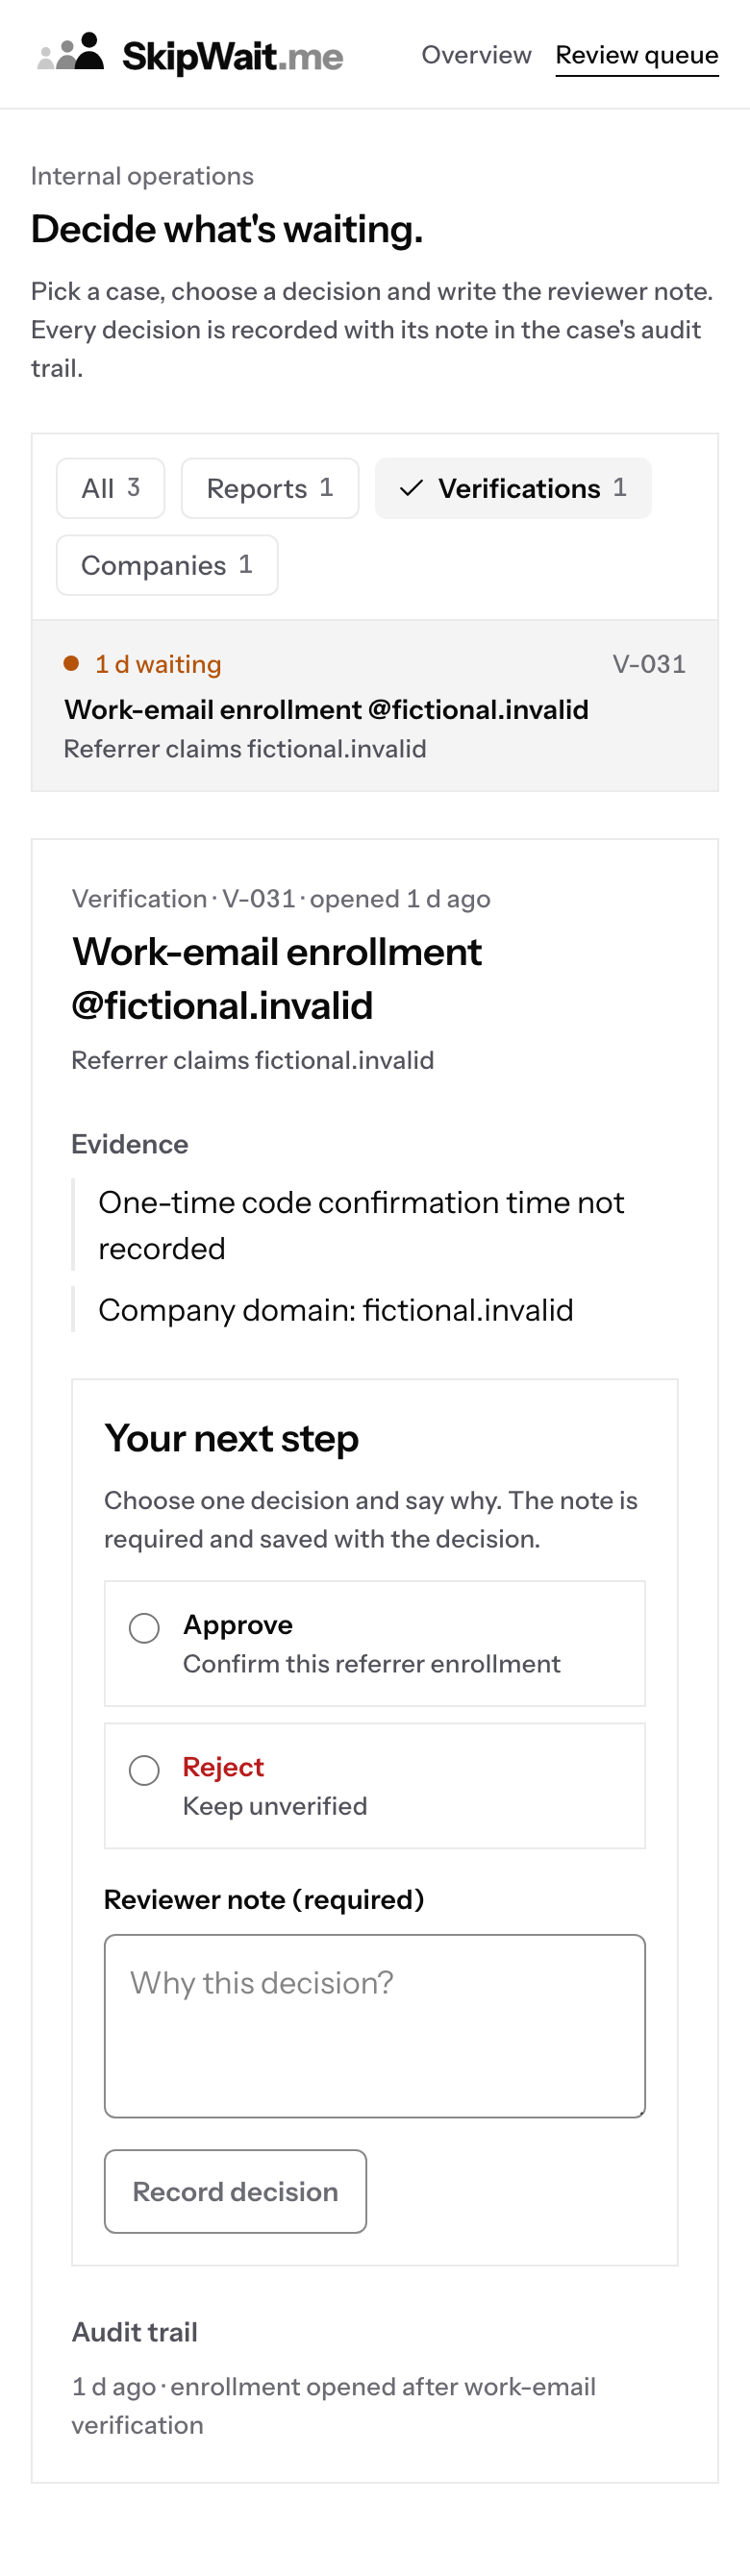 SkipWait.me
Overview
Review queue
Internal operations
Decide what's waiting.
Pick a case, choose a decision and write the reviewer note.
Every decision is recorded with its note in the case's audit
trail.
All 3
Reports 1
Verifications 1
Companies 1
1 d waiting
V-031
Work-email enrollment @fictional.invalid
Referrer claims fictional.invalid
Verification · V-031 · opened 1 d ago
Work-email enrollment
@fictional.invalid
Referrer claims fictional.invalid
Evidence
One-time code confirmation time not
recorded
Company domain: fictional.invalid
Your next step
Choose one decision and say why. The note is
required and saved with the decision.
Approve
Confirm this referrer enrollment
Reject
Keep unverified
Reviewer note (required)
Why this decision?
Record decision
Audit trail
1 d ago · enrollment opened after work-email
verification